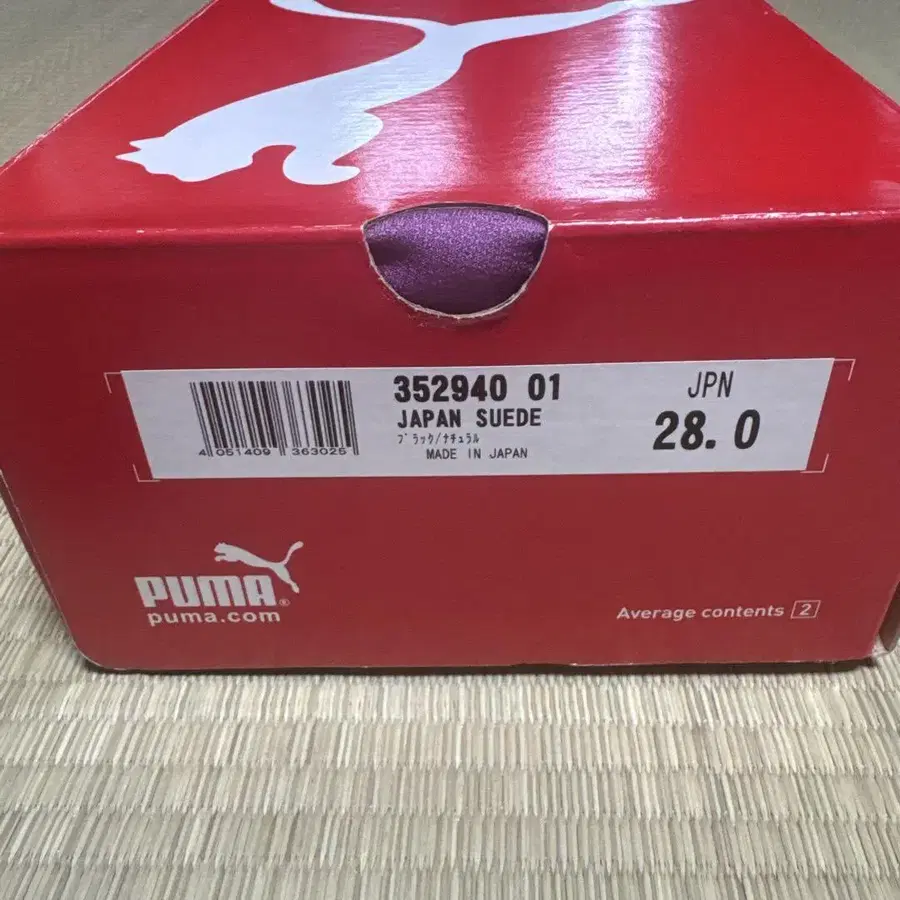 352940 01
JAPAN SUEDE
ブラック/ナチュラル
MADE IN JAPAN
4 051409 363025
JPN
28.0
PUMA®
puma.com
Average contents 2